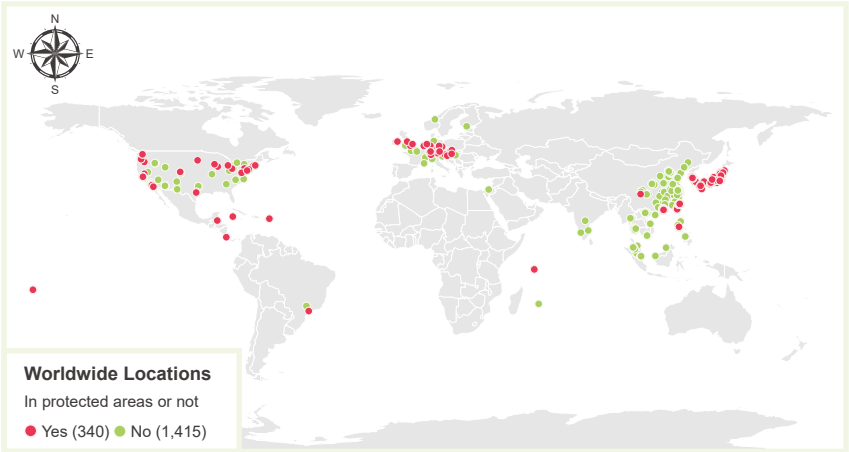 N
W E
S
Worldwide Locations
In protected areas or not
Yes (340) No (1,415)